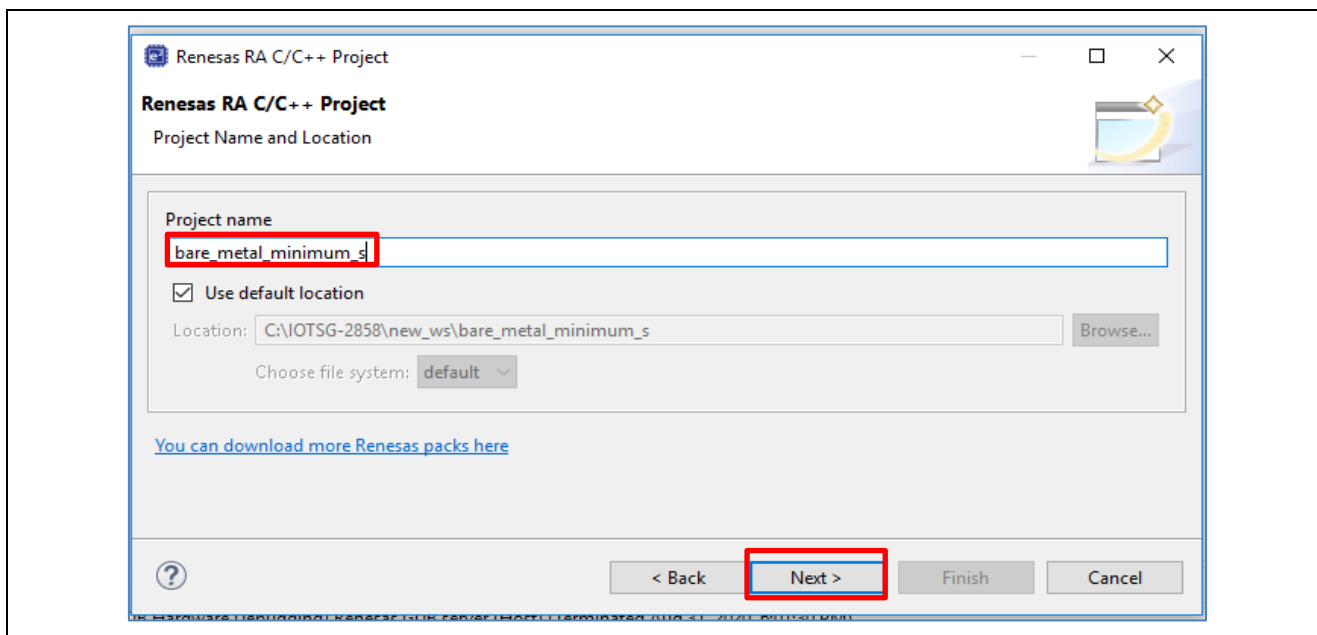 Renesas RA C/C++ Project
Renesas RA C/C++ Project
Project Name and Location
Project name
bare_metal_minimum_s
Use default location
Location: C:\IOTSG-2858\new_ws\bare_metal_minimum_s Browse...
Choose file system: default
You can download more Renesas packs here
? < Back Next > Finish Cancel